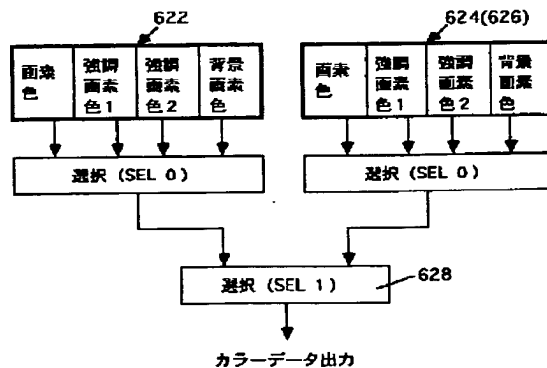 622
624(626)
画素
色
強調
画素
色1
強調
画素
色2
背景
画素
色
画素
色
強調
画素
色1
強調
画素
色2
背景
画素
色
選択 (SEL 0)
選択 (SEL 0)
選択 (SEL 1)
628
カラーデータ出力